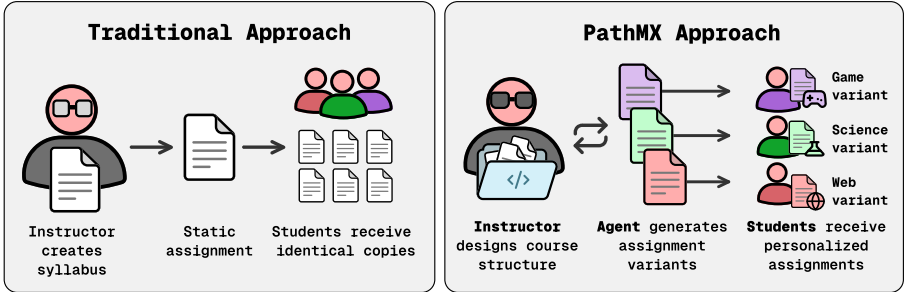 Traditional Approach
Instructor
creates
syllabus
Static
assignment
Students receive
identical copies
PathMX Approach
</>
Game
variant
Science
variant
Web
variant
Instructor
designs course
structure
Agent generates
assignment
variants
Students receive
personalized
assignments